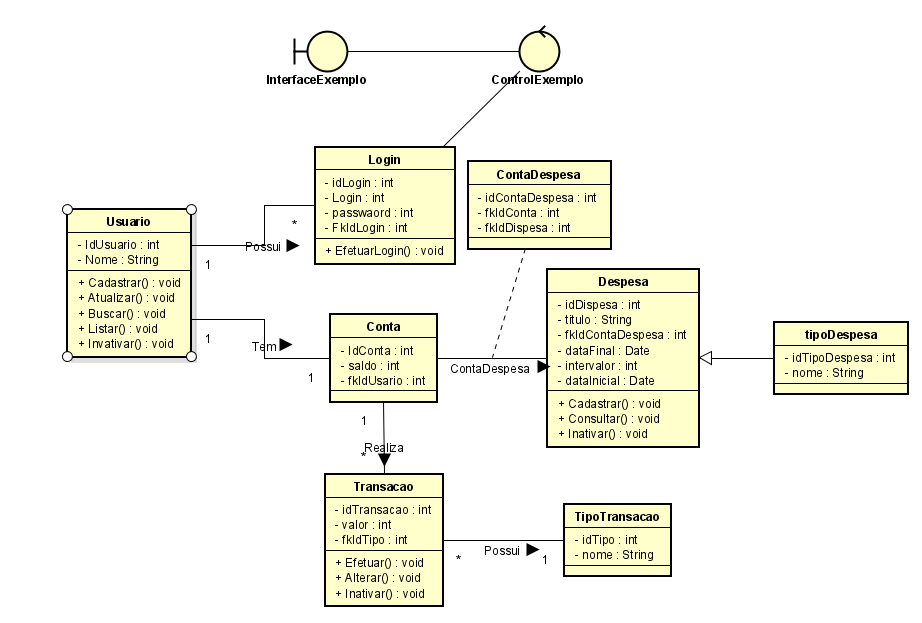 InterfaceExemplo
ControlExemplo
Login
- idLogin : int
- Login : int
- passwaord : int
- FkIdLogin : int
+ EfetuarLogin() : void
ContaDespesa
- idContaDespesa : int
- fkIdConta : int
- fkIdDispesa : int
Usuario
- IdUsuario : int
- Nome : String
+ Cadastrar() : void
+ Atualizar() : void
+ Buscar() : void
+ Listar() : void
+ Invativar() : void
*
Possui
1
1
Tem
1
Conta
- IdConta : int
- saldo : int
- fkIdUsario : int
ContaDespesa
Despesa
- idDispesa : int
- titulo : String
- fkIdContaDespesa : int
- dataFinal : Date
- intervalor : int
- dataInicial : Date
+ Cadastrar() : void
+ Consultar() : void
+ Inativar() : void
tipoDespesa
- idTipoDespesa : int
- nome : String
1
Realiza
*
Transacao
- idTransacao : int
- valor : int
- fkIdTipo : int
+ Efetuar() : void
+ Alterar() : void
+ Inativar() : void
*
Possui
1
TipoTransacao
- idTipo : int
- nome : String